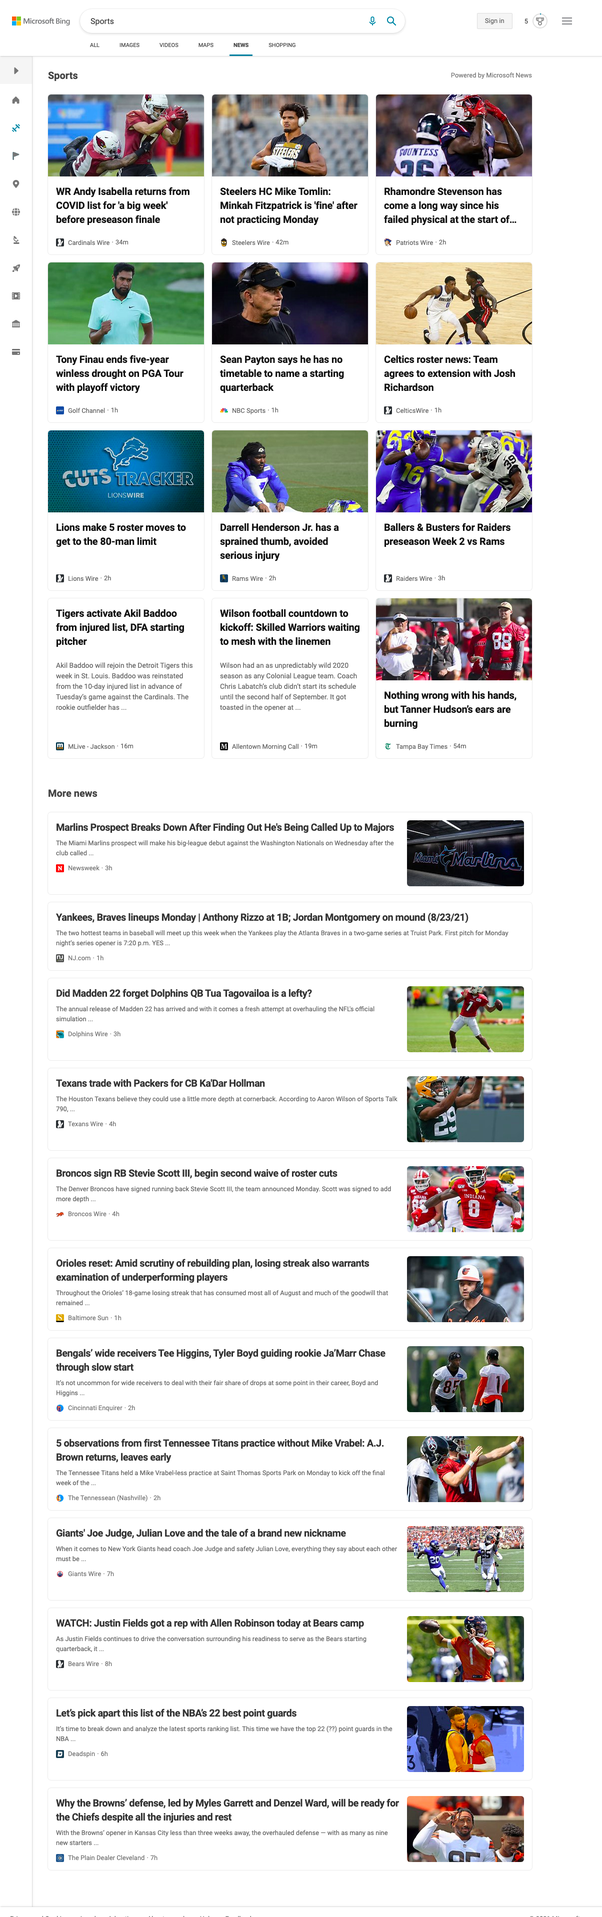 Microsoft Bing
Sports
Sign in
5
ALL IMAGES VIDEOS MAPS NEWS SHOPPING
Sports
Powered by Microsoft News
WR Andy Isabella returns from
COVID list for 'a big week'
before preseason finale
Cardinals Wire · 34m
Steelers HC Mike Tomlin:
Minkah Fitzpatrick is 'fine' after
not practicing Monday
Steelers Wire · 42m
Rhamondre Stevenson has
come a long way since his
failed physical at the start of...
Patriots Wire · 2h
Tony Finau ends five-year
winless drought on PGA Tour
with playoff victory
Golf Channel · 1h
Sean Payton says he has no
timetable to name a starting
quarterback
NBC Sports · 1h
Celtics roster news: Team
agrees to extension with Josh
Richardson
CelticsWire · 1h
CUTS TRACKER
LIONSWIRE
Lions make 5 roster moves to
get to the 80-man limit
Lions Wire · 2h
Darrell Henderson Jr. has a
sprained thumb, avoided
serious injury
Rams Wire · 2h
Ballers & Busters for Raiders
preseason Week 2 vs Rams
Raiders Wire · 3h
Tigers activate Akil Baddoo
from injured list, DFA starting
pitcher
Akil Baddoo will rejoin the Detroit Tigers this
week in St. Louis. Baddoo was reinstated
from the 10-day injured list in advance of
Tuesday's game against the Cardinals. The
rookie outfielder has ...
MLive - Jackson · 16m
Wilson football countdown to
kickoff: Skilled Warriors waiting
to mesh with the linemen
Wilson had an as unpredictably wild 2020
season as any Colonial League team. Coach
Chris Labatch's club didn't start its schedule
until the second half of September. It got
toasted in the opener at ...
Allentown Morning Call · 19m
Nothing wrong with his hands,
but Tanner Hudson's ears are
burning
Tampa Bay Times · 54m
More news
Marlins Prospect Breaks Down After Finding Out He's Being Called Up to Majors
The Miami Marlins prospect will make his big-league debut against the Washington Nationals on Wednesday after the
club called ...
Newsweek · 3h
Yankees, Braves lineups Monday | Anthony Rizzo at 1B; Jordan Montgomery on mound (8/23/21)
The two hottest teams in baseball will meet up this week when the Yankees play the Atlanta Braves in a two-game series at Truist Park. First pitch for Monday
night's series opener is 7:20 p.m. YES ...
NJ.com · 1h
Did Madden 22 forget Dolphins QB Tua Tagovailoa is a lefty?
The annual release of Madden 22 has arrived and with it comes a fresh attempt at overhauling the NFL's official
simulation ...
Dolphins Wire · 3h
Texans trade with Packers for CB Ka'Dar Hollman
The Houston Texans believe they could use a little more depth at cornerback. According to Aaron Wilson of Sports Talk
790, ...
Texans Wire · 4h
Broncos sign RB Stevie Scott III, begin second waive of roster cuts
The Denver Broncos have signed running back Stevie Scott III, the team announced Monday. Scott was signed to add
more depth ...
Broncos Wire · 4h
Orioles reset: Amid scrutiny of rebuilding plan, losing streak also warrants
examination of underperforming players
Throughout the Orioles' 18-game losing streak that has consumed most all of August and much of the goodwill that
remained ...
Baltimore Sun · 1h
Bengals' wide receivers Tee Higgins, Tyler Boyd guiding rookie Ja'Marr Chase
through slow start
It's not uncommon for wide receivers to deal with their fair share of drops at some point in their career, Boyd and
Higgins ...
Cincinnati Enquirer · 2h
5 observations from first Tennessee Titans practice without Mike Vrabel: A.J.
Brown returns, leaves early
The Tennessee Titans held a Mike Vrabel-less practice at Saint Thomas Sports Park on Monday to kick off the final
week of the ...
The Tennessean (Nashville) · 2h
Giants' Joe Judge, Julian Love and the tale of a brand new nickname
When it comes to New York Giants head coach Joe Judge and safety Julian Love, everything they say about each other
must be ...
Giants Wire · 7h
WATCH: Justin Fields got a rep with Allen Robinson today at Bears camp
As Justin Fields continues to drive the conversation surrounding his readiness to serve as the Bears starting
quarterback, it ...
Bears Wire · 8h
Let's pick apart this list of the NBA's 22 best point guards
It's time to break down and analyze the latest sports ranking list. This time we have the top 22 (??) point guards in the
NBA ...
Deadspin · 6h
Why the Browns' defense, led by Myles Garrett and Denzel Ward, will be ready for
the Chiefs despite all the injuries and rest
With the Browns' opener in Kansas City less than three weeks away, the overhauled defense — with as many as nine
new starters ...
The Plain Dealer Cleveland · 7h